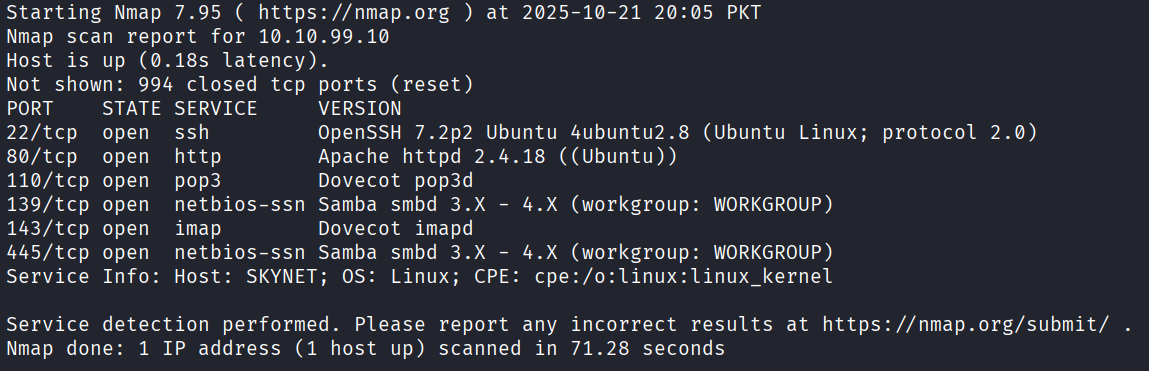 Starting Nmap 7.95 ( https://nmap.org ) at 2025-10-21 20:05 PKT
Nmap scan report for 10.10.99.10
Host is up (0.18s latency).
Not shown: 994 closed tcp ports (reset)
PORT    STATE SERVICE     VERSION
22/tcp  open  ssh         OpenSSH 7.2p2 Ubuntu 4ubuntu2.8 (Ubuntu Linux; protocol 2.0)
80/tcp  open  http        Apache httpd 2.4.18 ((Ubuntu))
110/tcp open  pop3        Dovecot pop3d
139/tcp open  netbios-ssn Samba smbd 3.X - 4.X (workgroup: WORKGROUP)
143/tcp open  imap        Dovecot imapd
445/tcp open  netbios-ssn Samba smbd 3.X - 4.X (workgroup: WORKGROUP)
Service Info: Host: SKYNET; OS: Linux; CPE: cpe:/o:linux:linux_kernel

Service detection performed. Please report any incorrect results at https://nmap.org/submit/ .
Nmap done: 1 IP address (1 host up) scanned in 71.28 seconds